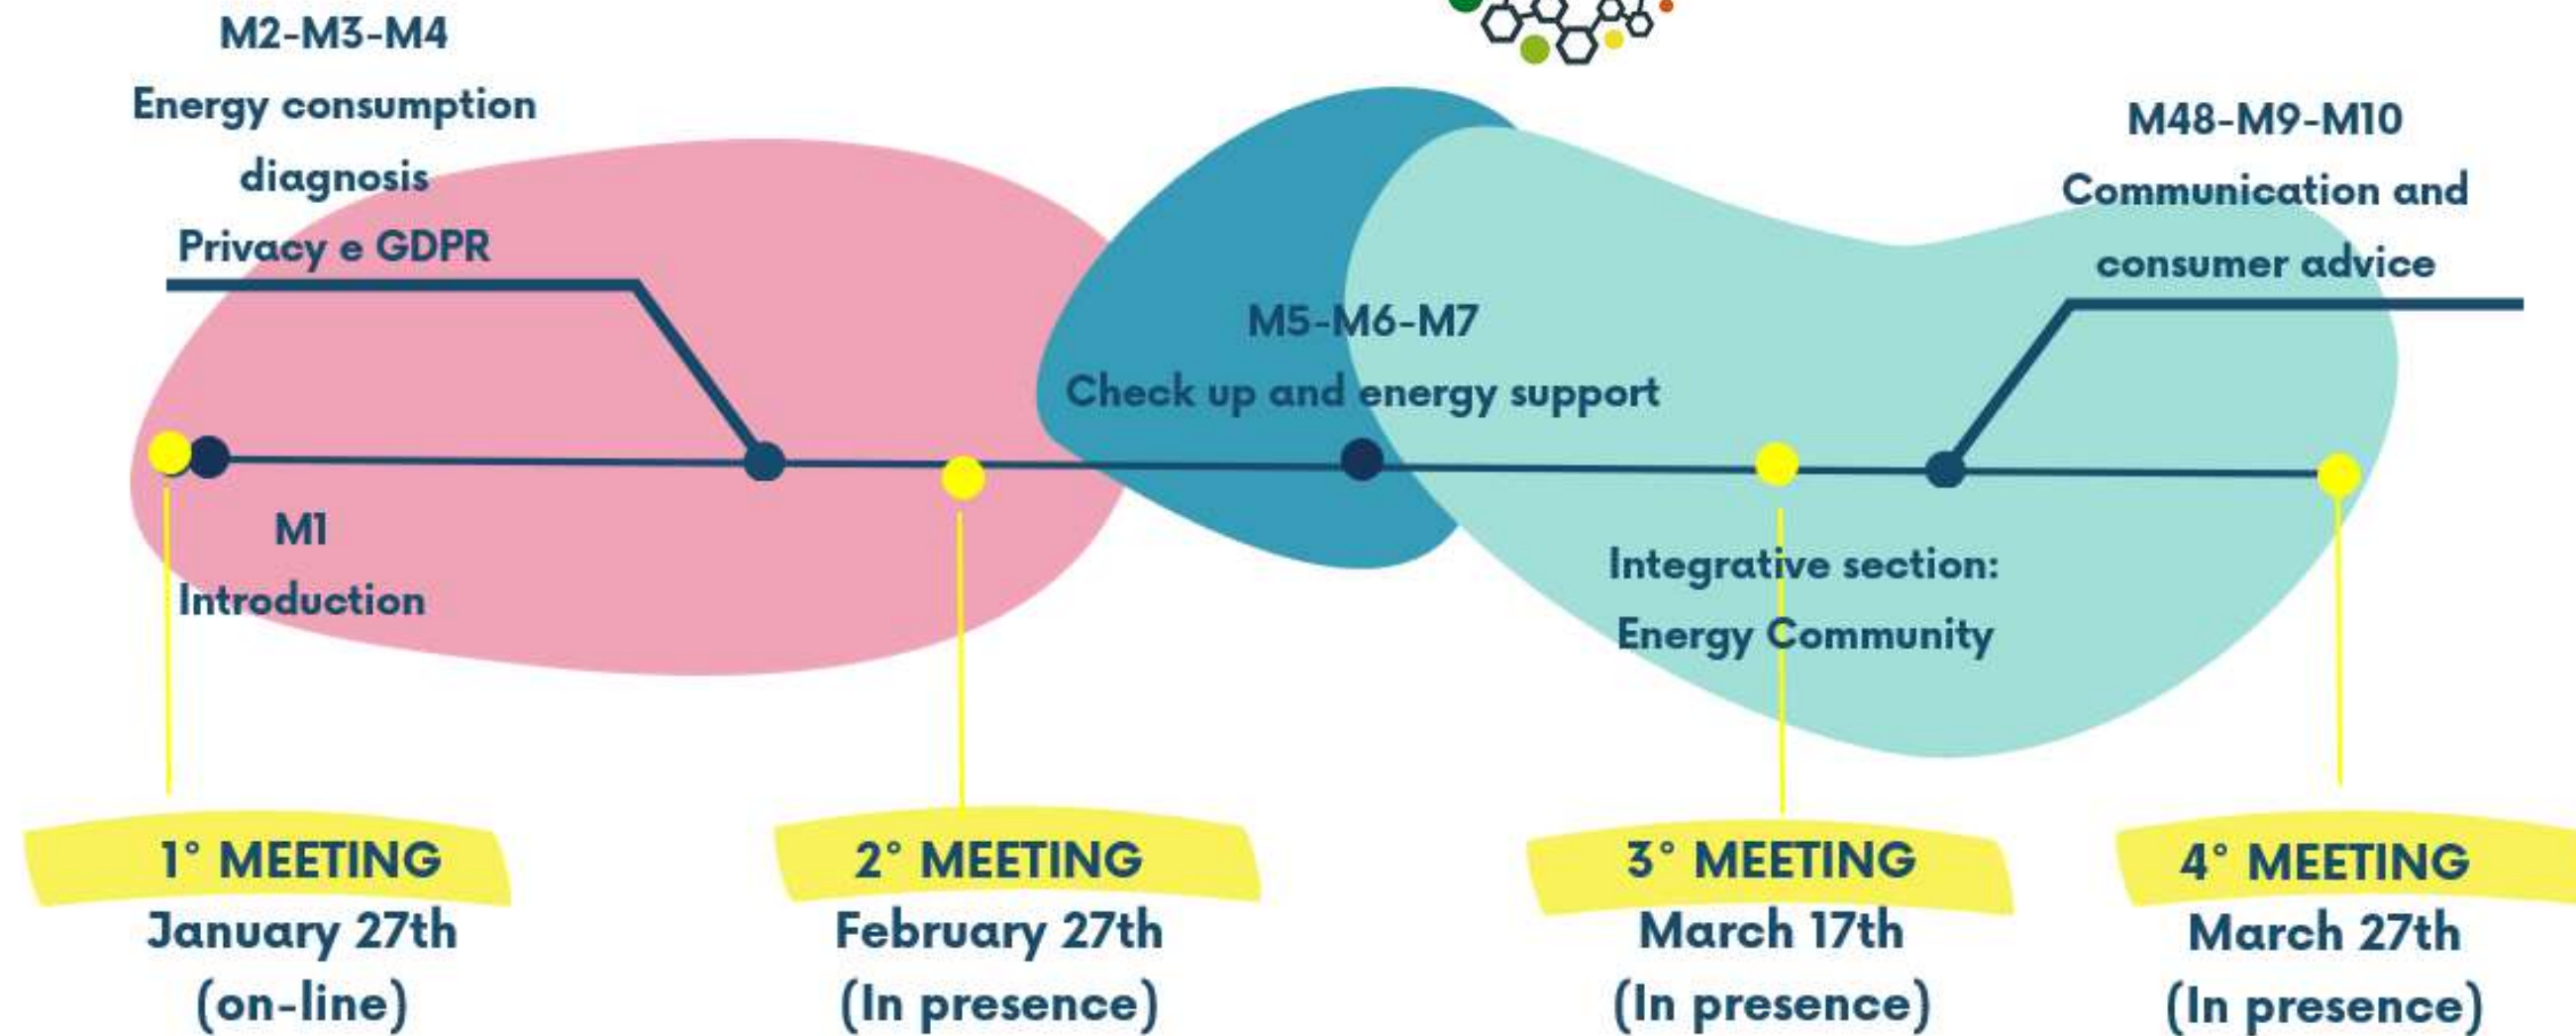 M2-M3-M4
Energy consumption
diagnosis
Privacy e GDPR
M48-M9-M10
Communication and
consumer advice
M5-M6-M7
Check up and energy support
M1
Introduction
Integrative section:
Energy Community
1° MEETING
January 27th
(on-line)
2° MEETING
February 27th
(In presence)
3° MEETING
March 17th
(In presence)
4° MEETING
March 27th
(In presence)